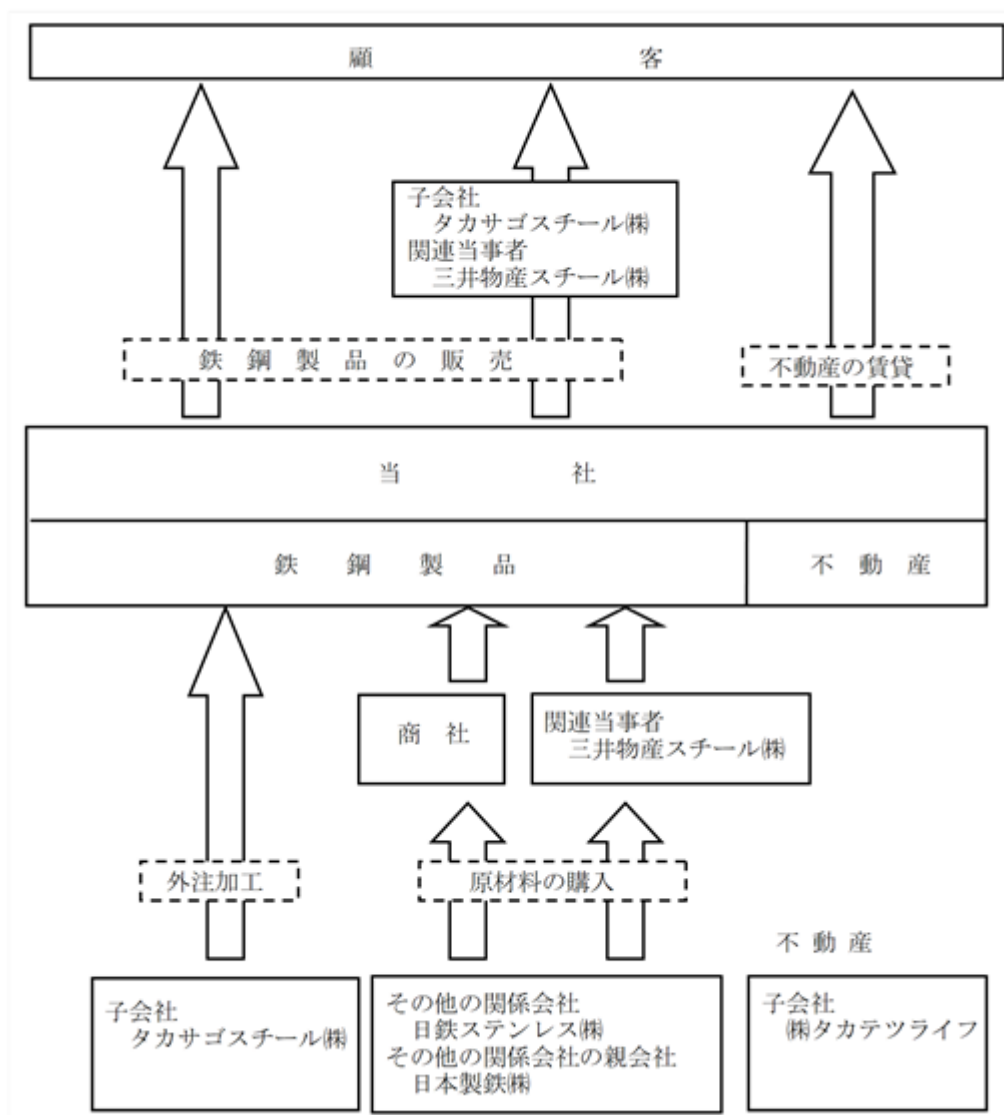 顧客
子会社
タカサゴスチール㈱
関連当事者
三井物産スチール㈱
鉄鋼製品の販売
不動産の賃貸
当社
鉄鋼製品
不動産
商社
関連当事者
三井物産スチール㈱
外注加工
原材料の購入
不動産
子会社
タカサゴスチール㈱
その他の関係会社
日鉄ステンレス㈱
その他の関係会社の親会社
日本製鉄㈱
子会社
㈱タカテツライフ